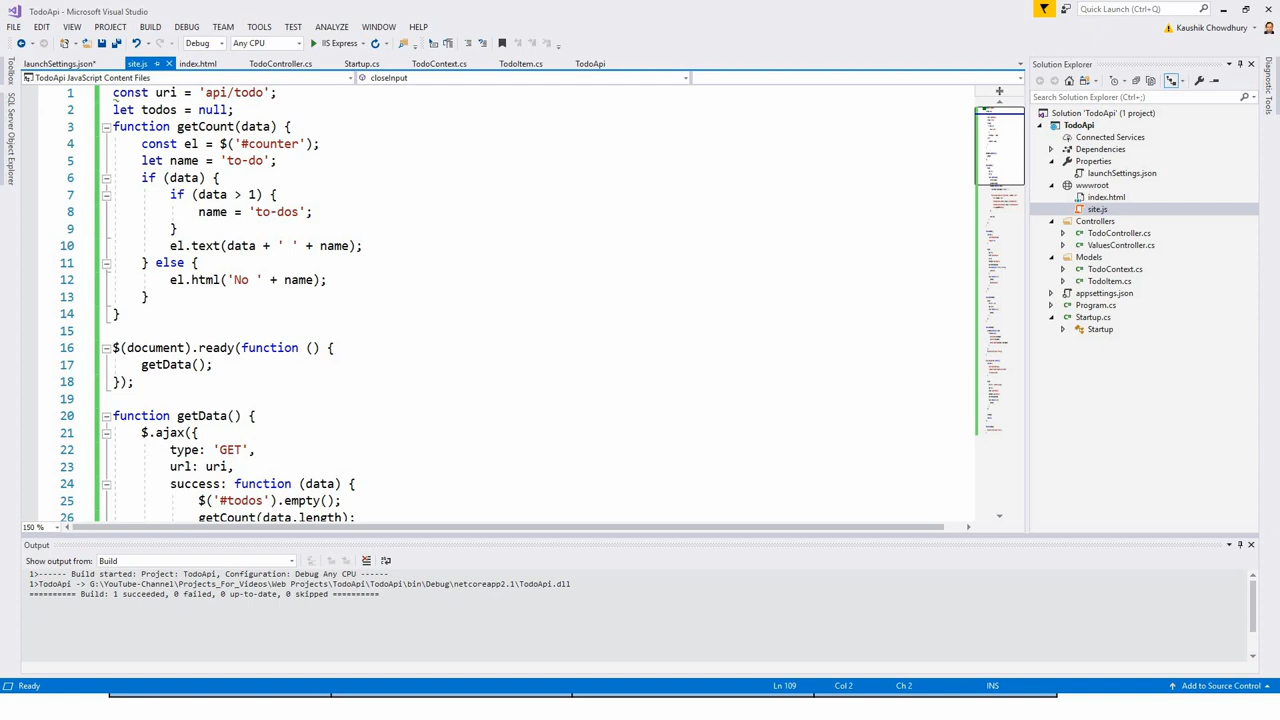 TodoApi - Microsoft Visual Studio
Quick Launch (Ctrl+Q)
FILE EDIT VIEW PROJECT BUILD DEBUG TEAM TOOLS TEST ANALYZE WINDOW HELP
Kaushik Chowdhury
Debug Any CPU IIS Express
launchSettings.json* site.js index.html TodoController.cs Startup.cs TodoContext.cs TodoItem.cs TodoApi
TodoApi JavaScript Content Files closeInput
Toolbox
SQL Server Object Explorer
1 const uri = 'api/todo';
2 let todos = null;
3 function getCount(data) {
4 const el = $('#counter');
5 let name = 'to-do';
6 if (data) {
7 if (data > 1) {
8 name = 'to-dos';
9 }
10 el.text(data + ' ' + name);
11 } else {
12 el.html('No ' + name);
13 }
14 }
15
16 $(document).ready(function () {
17 getData();
18 });
19
20 function getData() {
21 $.ajax({
22 type: 'GET',
23 url: uri,
24 success: function (data) {
25 $('#todos').empty();
26 getCount(data.length);
150 %
Solution Explorer
Search Solution Explorer (Ctrl+;)
Solution 'TodoApi' (1 project)
TodoApi
Connected Services
Dependencies
Properties
launchSettings.json
wwwroot
index.html
site.js
Controllers
TodoController.cs
ValuesController.cs
Models
TodoContext.cs
TodoItem.cs
appsettings.json
Program.cs
Startup.cs
Startup
Diagnostic Tools
Output
Show output from: Build
1>------ Build started: Project: TodoApi, Configuration: Debug Any CPU ------
1>TodoApi -> G:\YouTube-Channel\Projects_For_Videos\Web Projects\TodoApi\TodoApi\bin\Debug\netcoreapp2.1\TodoApi.dll
========== Build: 1 succeeded, 0 failed, 0 up-to-date, 0 skipped ==========
Ready Ln 109 Col 2 Ch 2 INS Add to Source Control